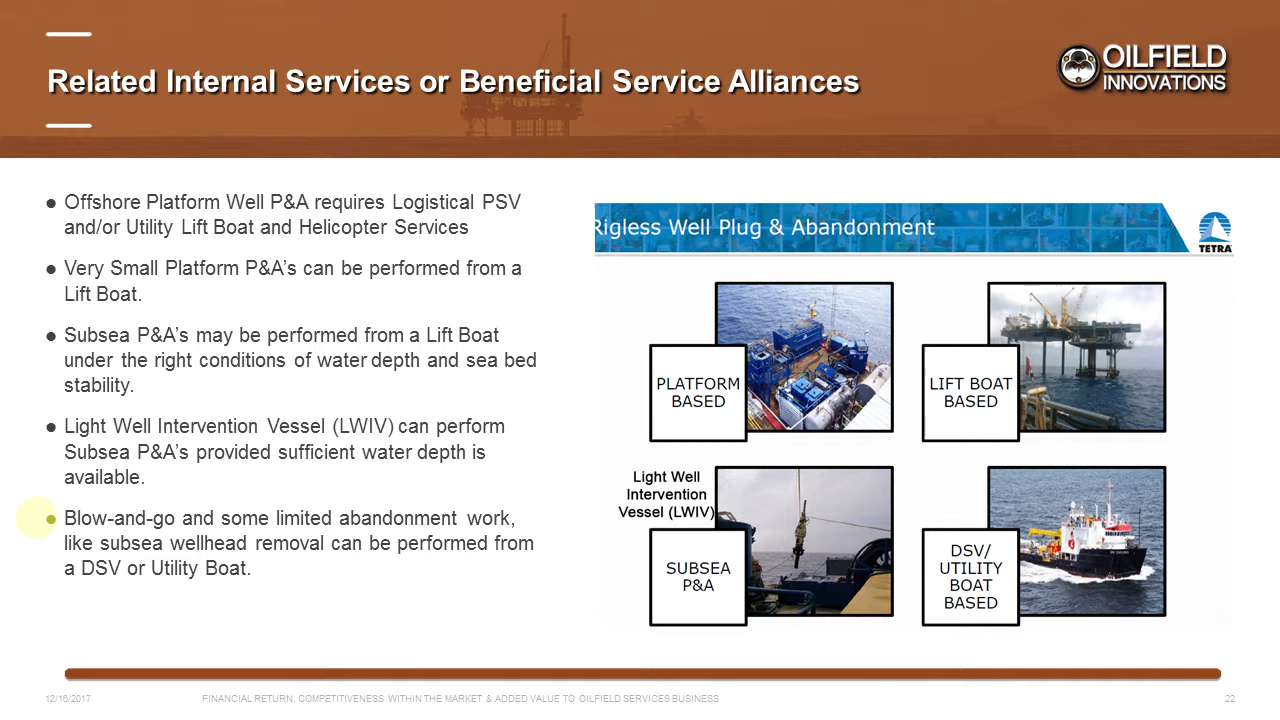 Related Internal Services or Beneficial Service Alliances
OILFIELD
INNOVATIONS
● Offshore Platform Well P&A requires Logistical PSV
and/or Utility Lift Boat and Helicopter Services
● Very Small Platform P&A’s can be performed from a
Lift Boat.
● Subsea P&A’s may be performed from a Lift Boat
under the right conditions of water depth and sea bed
stability.
● Light Well Intervention Vessel (LWIV) can perform
Subsea P&A’s provided sufficient water depth is
available.
● Blow-and-go and some limited abandonment work,
like subsea wellhead removal can be performed from
a DSV or Utility Boat.
Rigless Well Plug & Abandonment
TETRA
PLATFORM
BASED
LIFT BOAT
BASED
Light Well
Intervention
Vessel (LWIV)
SUBSEA
P&A
DSV/
UTILITY
BOAT
BASED
12/16/2017
FINANCIAL RETURN, COMPETITIVENESS WITHIN THE MARKET & ADDED VALUE TO OILFIELD SERVICES BUSINESS
22